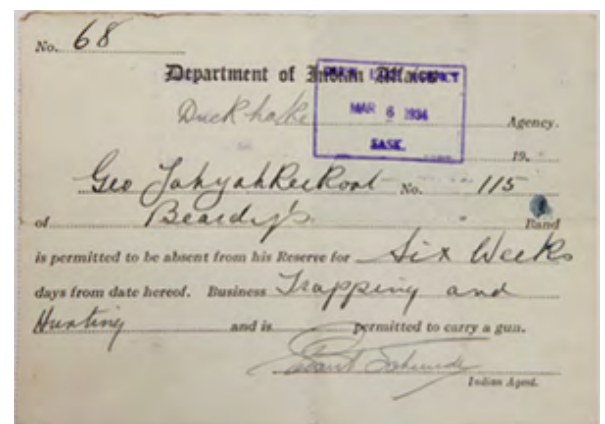 No. 68
Department of Indian Affairs
DUCK LAKE AGENCY
MAR 6 1934
SASK.
Duck Lake Agency.
19
Geo No. 115
of Beardy's Band
is permitted to be absent from his Reserve for Six Weeks
days from date hereof. Business Trapping and
Hunting and is permitted to carry a gun.
Indian Agent.